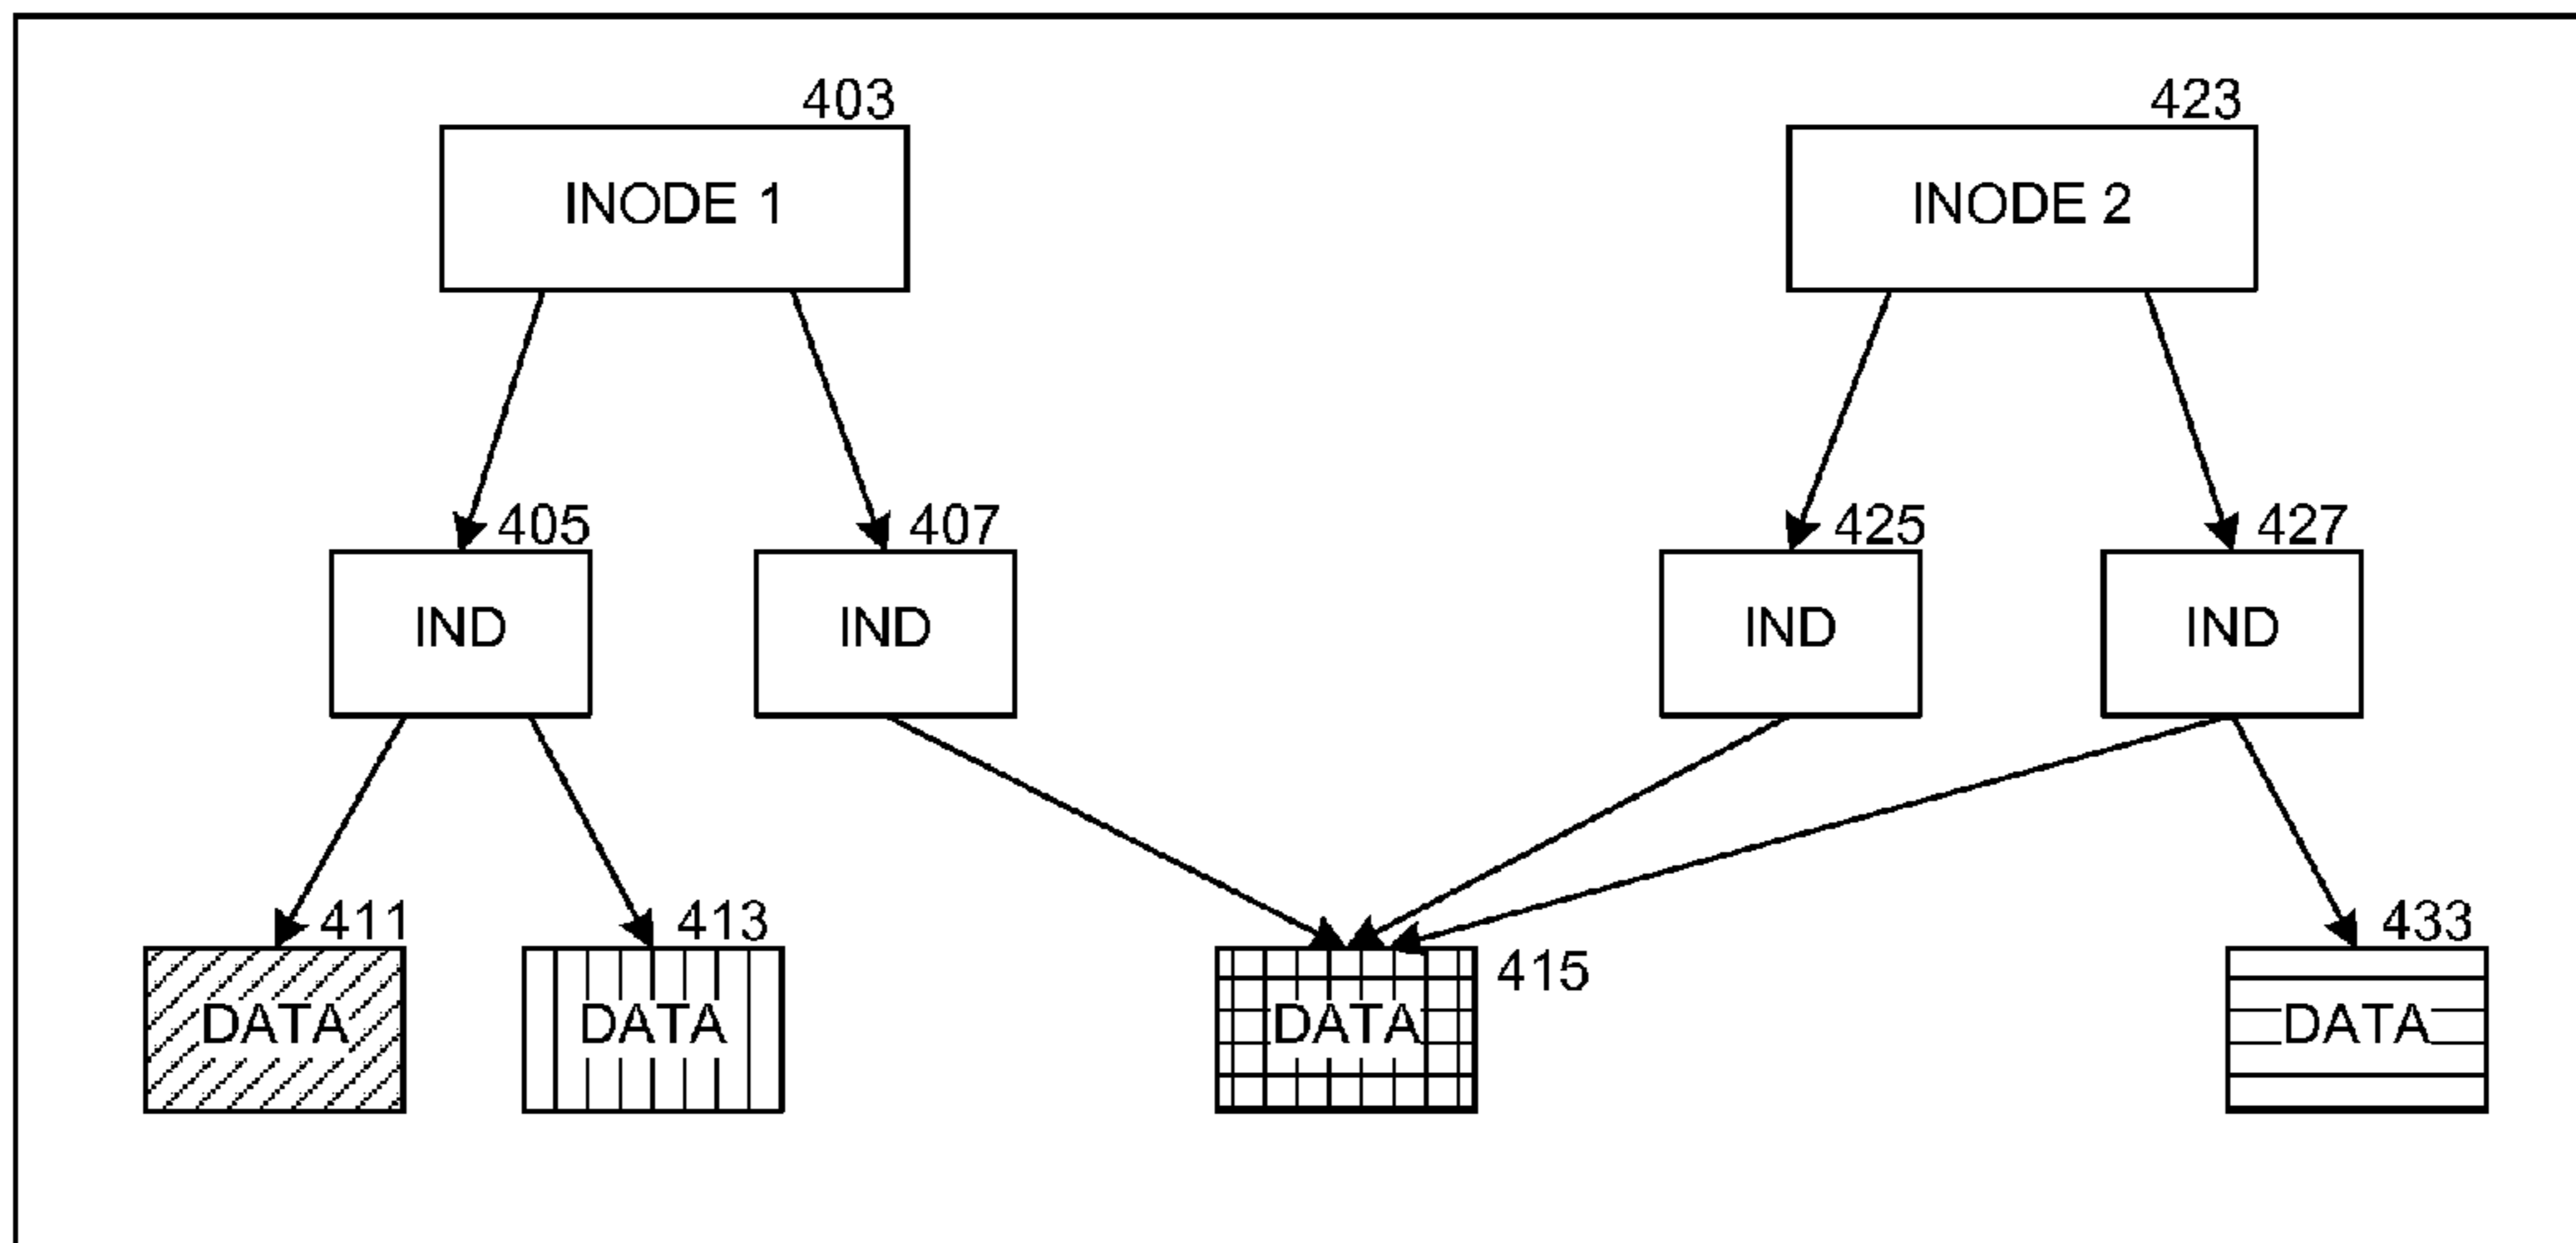 403
423
INODE 1
INODE 2
405
407
425
427
IND
IND
IND
IND
411
413
415
433
DATA
DATA
DATA
DATA